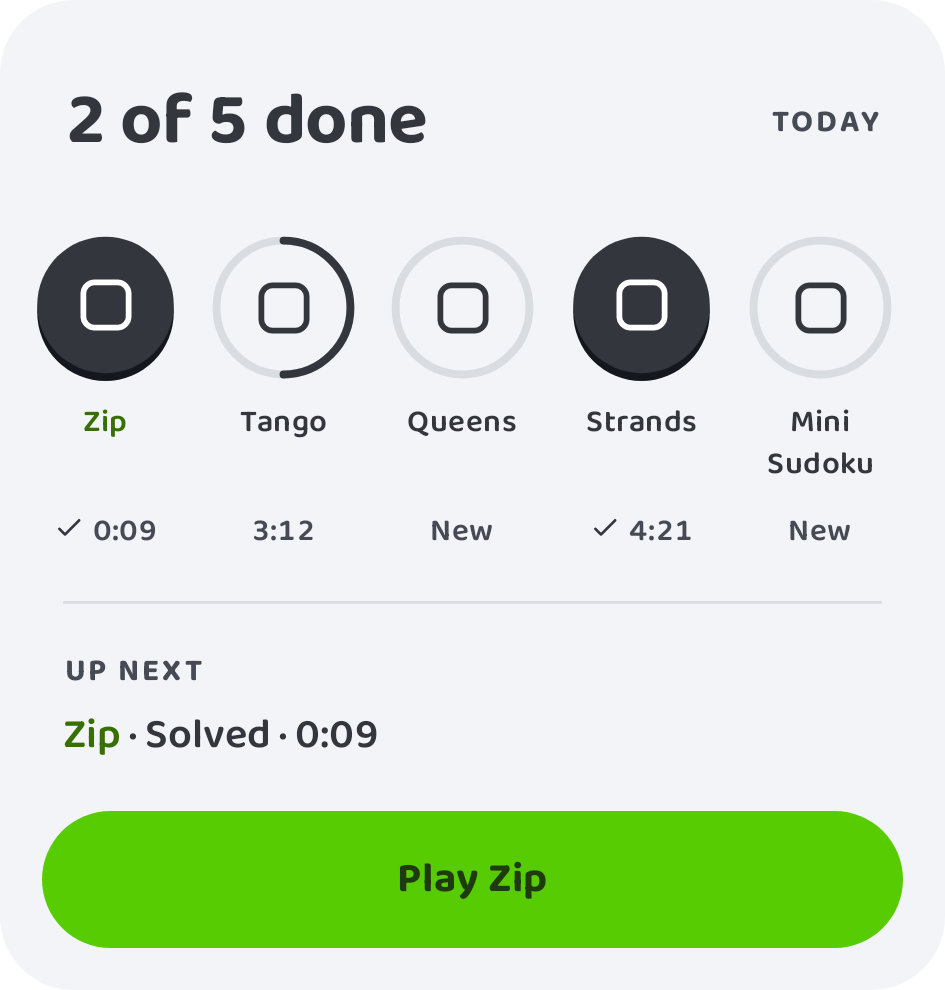 2 of 5 done
TODAY
Zip
Tango
Queens
Strands
Mini
Sudoku
✓ 0:09
3:12
New
✓ 4:21
New
UP NEXT
Zip · Solved · 0:09
Play Zip